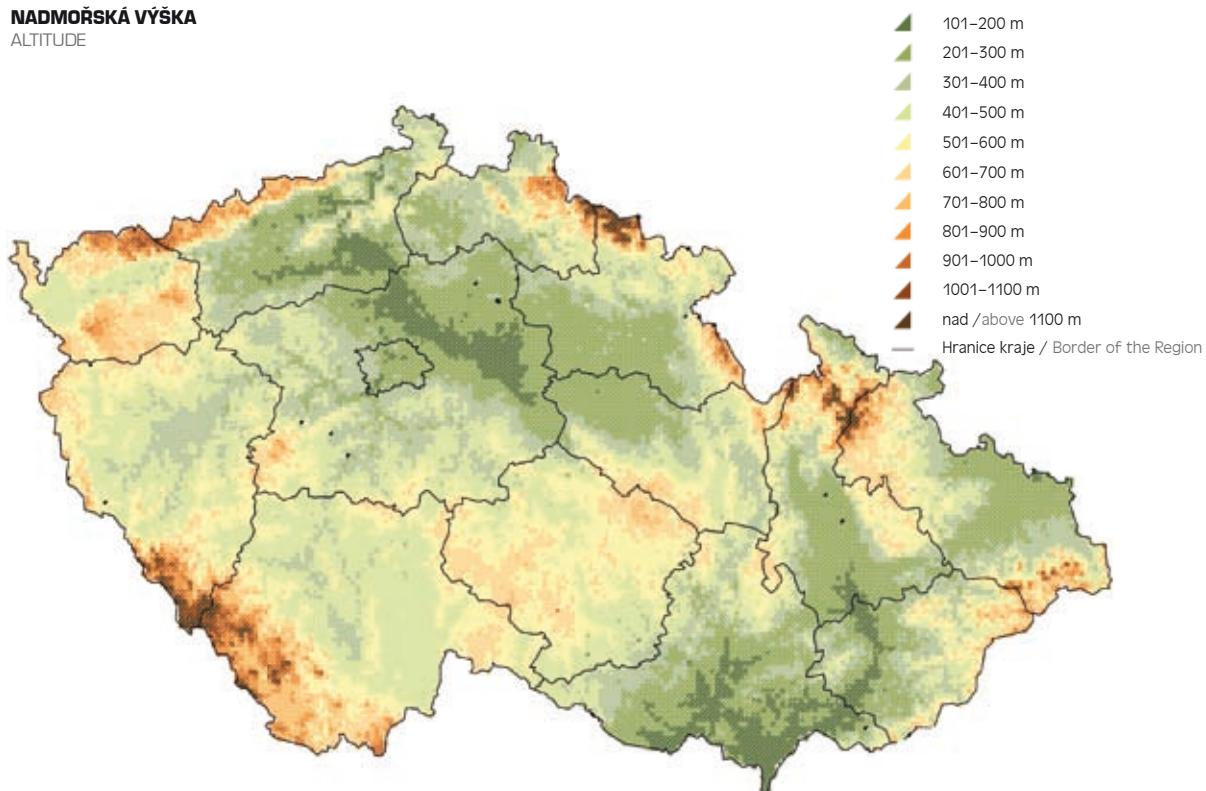 NADMOŘSKÁ VÝŠKA
ALTITUDE
101–200 m
201–300 m
301–400 m
401–500 m
501–600 m
601–700 m
701–800 m
801–900 m
901–1000 m
1001–1100 m
nad /above 1100 m
Hranice kraje / Border of the Region